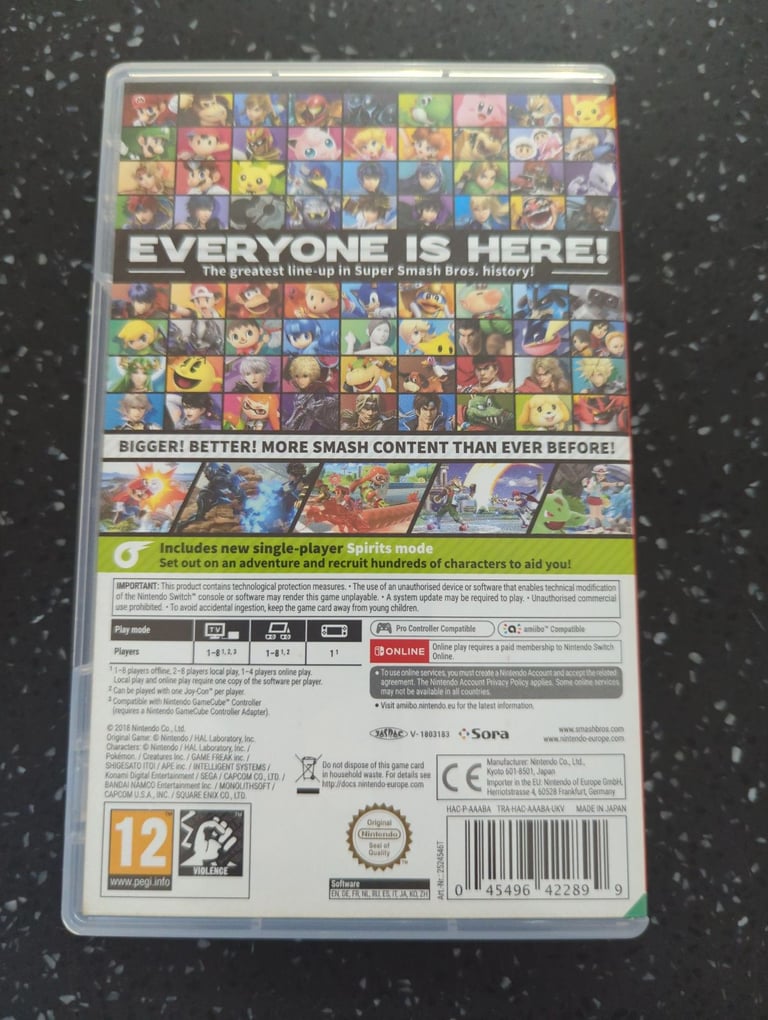 EVERYONE IS HERE!
The greatest line-up in Super Smash Bros. history!
BIGGER! BETTER! MORE SMASH CONTENT THAN EVER BEFORE!
Includes new single-player Spirits mode
Set out on an adventure and recruit hundreds of characters to aid you!
IMPORTANT: This product contains technological protection measures. • The use of an unauthorised device or software that enables technical modification
of the Nintendo Switch™ console or software may render this game unplayable. • A system update may be required to play. • Unauthorised commercial
use prohibited. • To avoid accidental ingestion, keep the game card away from young children.
Play mode TV
Players 1-8 1, 2, 3 1-8 1, 2 1 1
Pro Controller Compatible
amiibo™ Compatible
ONLINE
Online play requires a paid membership to Nintendo Switch
Online.
1 1-8 players offline, 2-8 players local play, 1-4 players online play.
Local play and online play require one copy of the software per player.
2 Can be played with one Joy-Con™ per player.
3 Compatible with Nintendo GameCube™ Controller
(requires a Nintendo GameCube Controller Adapter).
• To use online services, you must create a Nintendo Account and accept the related
agreement. The Nintendo Account Privacy Policy applies. Some online services
may not be available in all countries.
• Visit amiibo.nintendo.eu for the latest information.
© 2018 Nintendo Co., Ltd.
Original Game: © Nintendo / HAL Laboratory, Inc.
Characters: © Nintendo / HAL Laboratory, Inc. /
Pokémon. / Creatures Inc. / GAME FREAK inc. /
SHIGESATO ITOI / APE inc. / INTELLIGENT SYSTEMS /
Konami Digital Entertainment / SEGA / CAPCOM CO., LTD. /
BANDAI NAMCO Entertainment Inc. / MONOLITHSOFT /
CAPCOM U.S.A., INC. / SQUARE ENIX CO., LTD.
JASRAC V-1803183
Sora
www.smashbros.com
www.nintendo-europe.com
Do not dispose of this game card
in household waste. For details see
http://docs.nintendo-europe.com
CE
Manufacturer: Nintendo Co., Ltd.,
Kyoto 601-8501, Japan
Importer in the EU: Nintendo of Europe GmbH,
Herriotstrasse 4, 60528 Frankfurt, Germany
HAC-P-AAABA TRA-HAC-AAABA-UKV MADE IN JAPAN
12
www.pegi.info
VIOLENCE
Original
Nintendo
Seal of
Quality
Software
EN, DE, FR, NL, RU, ES, IT, JA, KO, ZH
Art.-Nr.: 2524546T
0 45496 42289 9